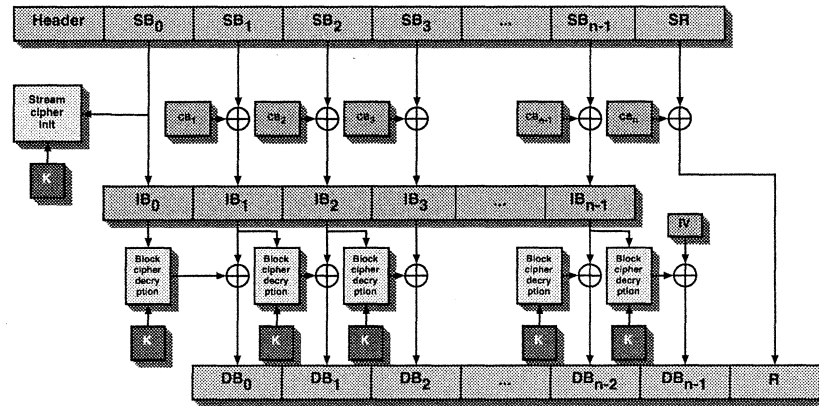 Header SB0 SB1 SB2 SB3 ... SBn-1 SR
Stream
cipher
init
CB1 CB2 CB3 CBn-1 CBn
K
IB0 IB1 IB2 IB3 ... IBn-1
IV
Block
cipher
decry
ption
Block
cipher
decry
ption
Block
cipher
decry
ption
Block
cipher
decry
ption
Block
cipher
decry
ption
K K K K K
DB0 DB1 DB2 ... DBn-2 DBn-1 R